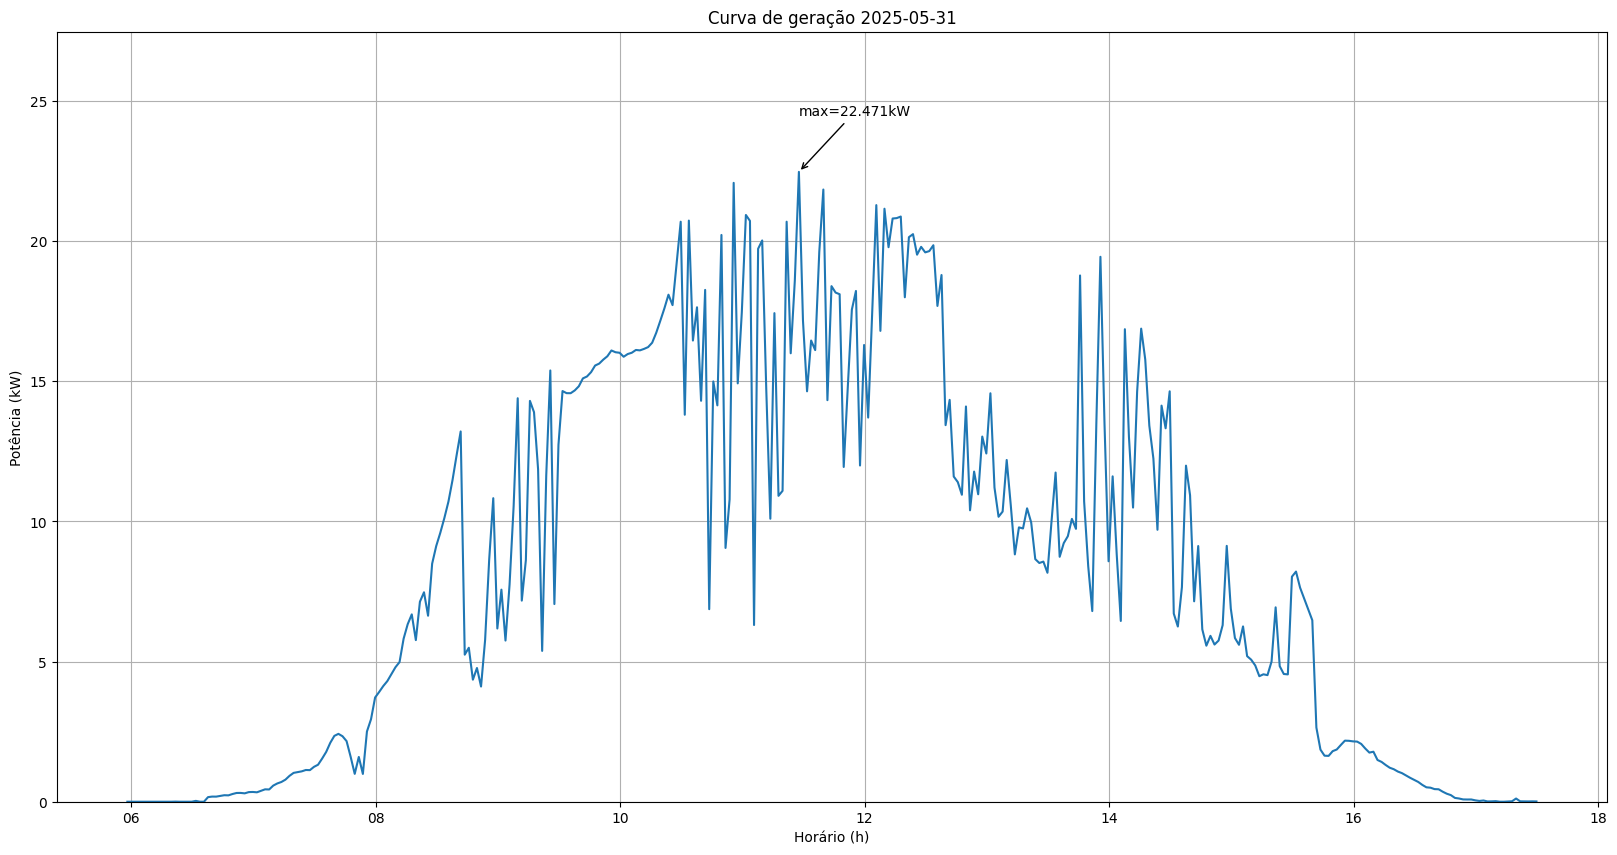 Curva de geração 2025-05-31
25
20
15
10
5
0
Potência (kW)
max=22.471kW
06 08 10 12 14 16 18
Horário (h)